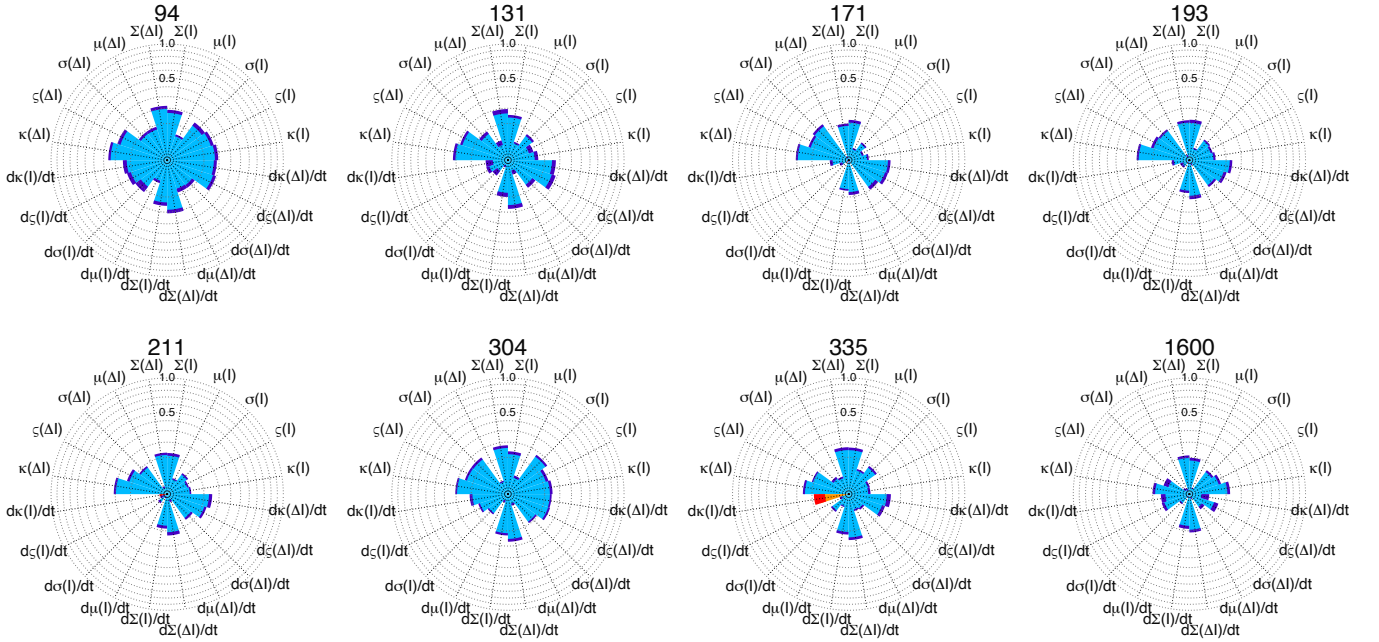 94 131 171 193
Σ(ΔI) Σ(I) Σ(ΔI) Σ(I) Σ(ΔI) Σ(I) Σ(ΔI) Σ(I)
μ(ΔI) 1.0 μ(I) μ(ΔI) 1.0 μ(I) μ(ΔI) 1.0 μ(I) μ(ΔI) 1.0 μ(I)
σ(ΔI) σ(I) σ(ΔI) σ(I) σ(ΔI) σ(I) σ(ΔI) σ(I)
0.5 0.5 0.5 0.5
ς(ΔI) ς(I) ς(ΔI) ς(I) ς(ΔI) ς(I) ς(ΔI) ς(I)
κ(ΔI) κ(I) κ(ΔI) κ(I) κ(ΔI) κ(I) κ(ΔI) κ(I)
dκ(I)/dt dκ(ΔI)/dt dκ(I)/dt dκ(ΔI)/dt dκ(I)/dt dκ(ΔI)/dt dκ(I)/dt dκ(ΔI)/dt
dς(I)/dt dς(ΔI)/dt dς(I)/dt dς(ΔI)/dt dς(I)/dt dς(ΔI)/dt dς(I)/dt dς(ΔI)/dt
dσ(I)/dt dσ(ΔI)/dt dσ(I)/dt dσ(ΔI)/dt dσ(I)/dt dσ(ΔI)/dt dσ(I)/dt dσ(ΔI)/dt
dμ(I)/dt dμ(ΔI)/dt dμ(I)/dt dμ(ΔI)/dt dμ(I)/dt dμ(ΔI)/dt dμ(I)/dt dμ(ΔI)/dt
dΣ(I)/dt dΣ(I)/dt dΣ(I)/dt dΣ(I)/dt
dΣ(ΔI)/dt dΣ(ΔI)/dt dΣ(ΔI)/dt dΣ(ΔI)/dt
211 304 335 1600
Σ(ΔI) Σ(I) Σ(ΔI) Σ(I) Σ(ΔI) Σ(I) Σ(ΔI) Σ(I)
μ(ΔI) 1.0 μ(I) μ(ΔI) 1.0 μ(I) μ(ΔI) 1.0 μ(I) μ(ΔI) 1.0 μ(I)
σ(ΔI) σ(I) σ(ΔI) σ(I) σ(ΔI) σ(I) σ(ΔI) σ(I)
0.5 0.5 0.5 0.5
ς(ΔI) ς(I) ς(ΔI) ς(I) ς(ΔI) ς(I) ς(ΔI) ς(I)
κ(ΔI) κ(I) κ(ΔI) κ(I) κ(ΔI) κ(I) κ(ΔI) κ(I)
dκ(I)/dt dκ(ΔI)/dt dκ(I)/dt dκ(ΔI)/dt dκ(I)/dt dκ(ΔI)/dt dκ(I)/dt dκ(ΔI)/dt
dς(I)/dt dς(ΔI)/dt dς(I)/dt dς(ΔI)/dt dς(I)/dt dς(ΔI)/dt dς(I)/dt dς(ΔI)/dt
dσ(I)/dt dσ(ΔI)/dt dσ(I)/dt dσ(ΔI)/dt dσ(I)/dt dσ(ΔI)/dt dσ(I)/dt dσ(ΔI)/dt
dμ(I)/dt dμ(ΔI)/dt dμ(I)/dt dμ(ΔI)/dt dμ(I)/dt dμ(ΔI)/dt dμ(I)/dt dμ(ΔI)/dt
dΣ(I)/dt dΣ(I)/dt dΣ(I)/dt dΣ(I)/dt
dΣ(ΔI)/dt dΣ(ΔI)/dt dΣ(ΔI)/dt dΣ(ΔI)/dt